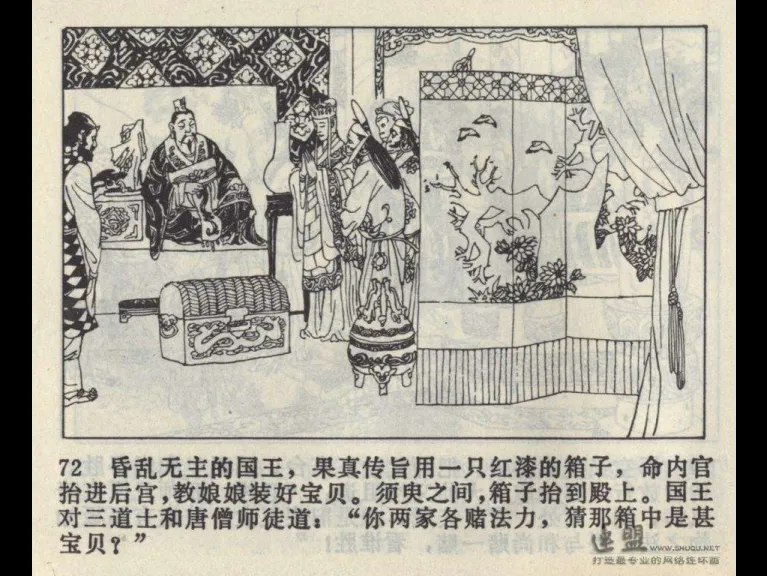 72 昏乱无主的国王，果真传旨用一只红漆的箱子，命内官
抬进后宫，教娘娘装好宝贝。须臾之间，箱子抬到殿上。国王
对三道士和唐僧师徒道：“你两家各赌法力，猜那箱中是甚
宝贝？”
连盟 WWW.SHUQU.NET
打造最专业的网络连环画